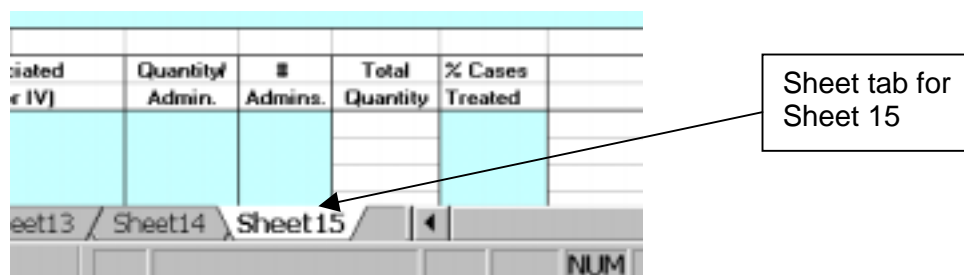 ciated Quantity/ # Total % Cases
r IV) Admin. Admins. Quantity Treated
Sheet tab for
Sheet 15
eet13 Sheet14 Sheet15
NUM